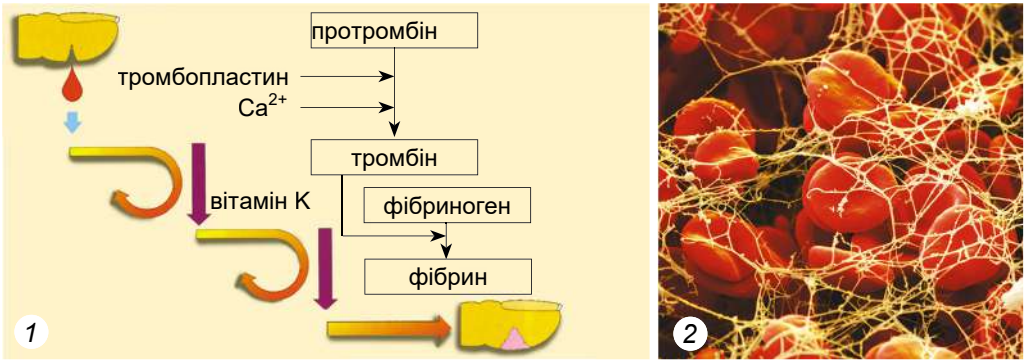 протромбін
тромбопластин
Ca²⁺
тромбін
вітамін K
фібриноген
фібрин
1
2